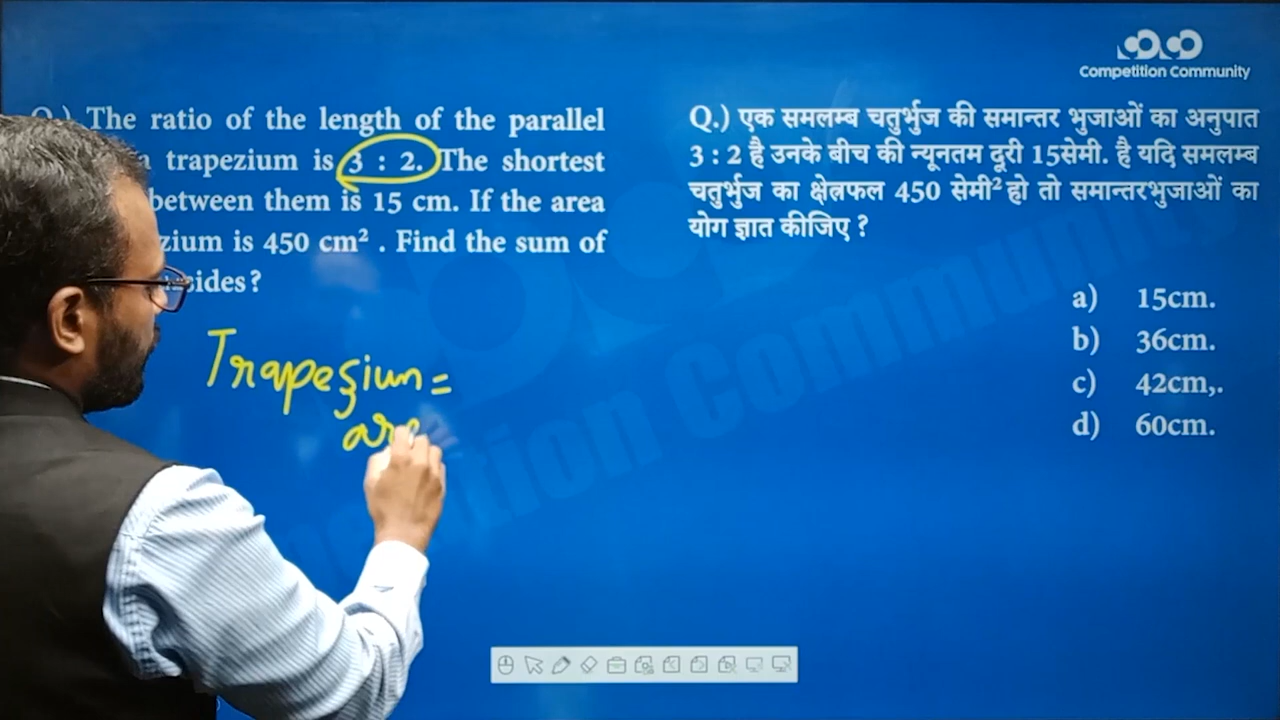 Competition Community
Q.) The ratio of the length of the parallel
trapezium is 3 : 2. The shortest
between them is 15 cm. If the area
is 450 cm². Find the sum of
Q.) एक समलम्ब चतुर्भुज की समान्तर भुजाओं का अनुपात
3 : 2 है उनके बीच की न्यूनतम दूरी 15सेमी. है यदि समलम्ब
चतुर्भुज का क्षेत्रफल 450 सेमी² हो तो समान्तरभुजाओं का
योग ज्ञात कीजिए ?
a) 15cm.
b) 36cm.
c) 42cm,.
d) 60cm.
Trapezium =